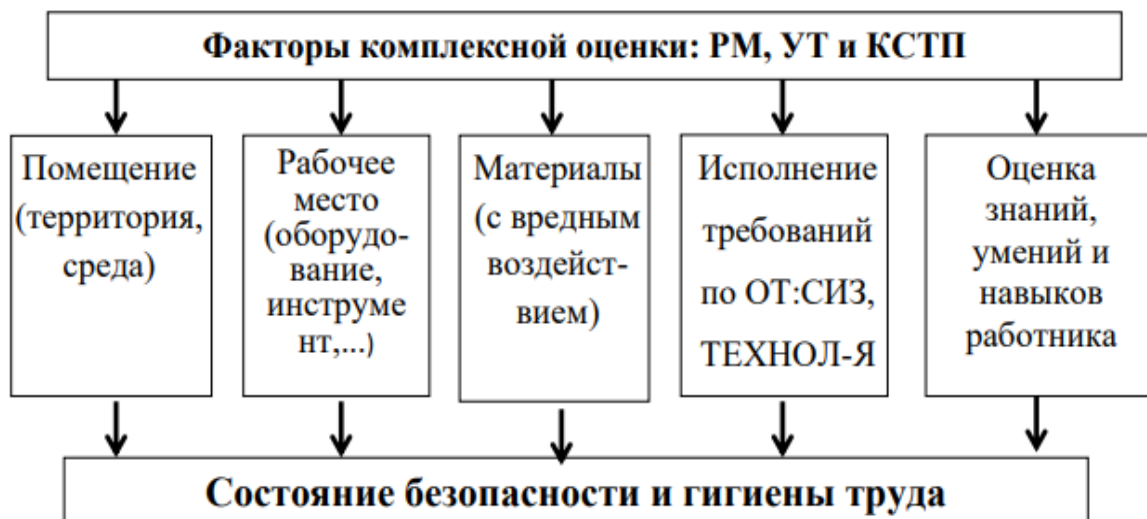 Факторы комплексной оценки: РМ, УТ и КСТП
Помещение
(территория,
среда)
Рабочее
место
(оборудо-
вание,
инструме
нт,...)
Материалы
(с вредным
воздейст-
вием)
Исполнение
требований
по ОТ:СИЗ,
ТЕХНОЛ-Я
Оценка
знаний,
умений и
навыков
работника
Состояние безопасности и гигиены труда